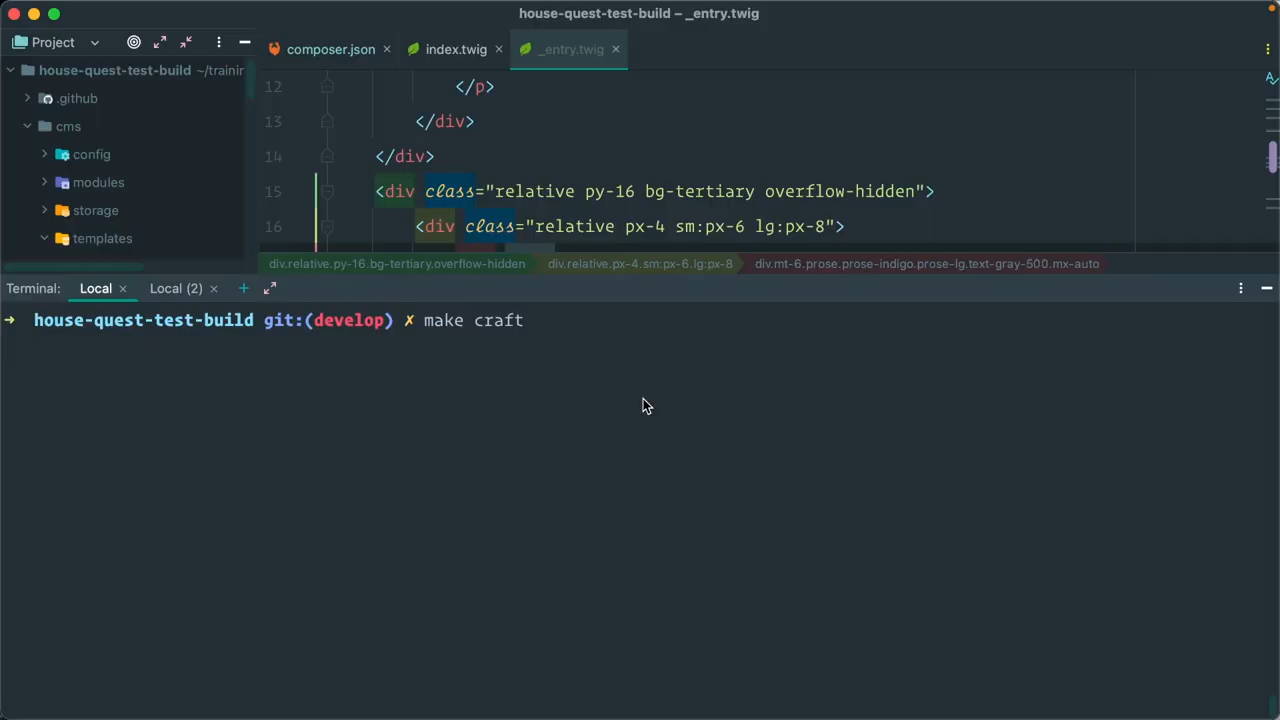 house-quest-test-build – _entry.twig
Project
composer.json
index.twig
_entry.twig
house-quest-test-build ~/trainir
.github
cms
config
modules
storage
templates
12 </p>
13 </div>
14 </div>
15 <div class="relative py-16 bg-tertiary overflow-hidden">
16 <div class="relative px-4 sm:px-6 lg:px-8">
div.relative.py-16.bg-tertiary.overflow-hidden div.relative.px-4.sm:px-6.lg:px-8 div.mt-6.prose.prose-indigo.prose-lg.text-gray-500.mx-auto
Terminal: Local × Local (2) × +
➜ house-quest-test-build git:(develop) ✗ make craft